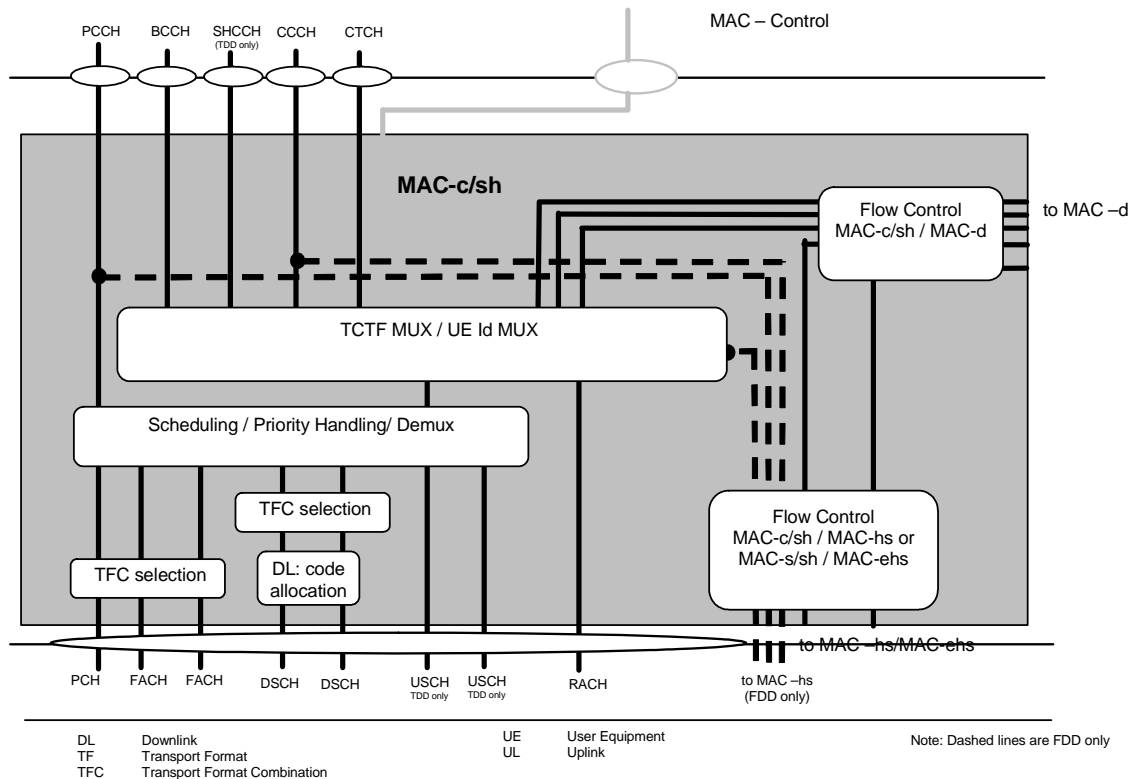 MAC – Control
PCCH BCCH SHCCH CCCH CTCH
(TDD only)
MAC-c/sh
Flow Control
MAC-c/sh / MAC-d
to MAC –d
TCTF MUX / UE Id MUX
Scheduling / Priority Handling/ Demux
TFC selection
Flow Control
MAC-c/sh / MAC-hs or
MAC-s/sh / MAC-ehs
TFC selection
DL: code
allocation
to MAC –hs/MAC-ehs
PCH FACH FACH DSCH DSCH USCH USCH RACH
TDD only TDD only
to MAC –hs
(FDD only)
DL Downlink
TF Transport Format
TFC Transport Format Combination
UE User Equipment
UL Uplink
Note: Dashed lines are FDD only